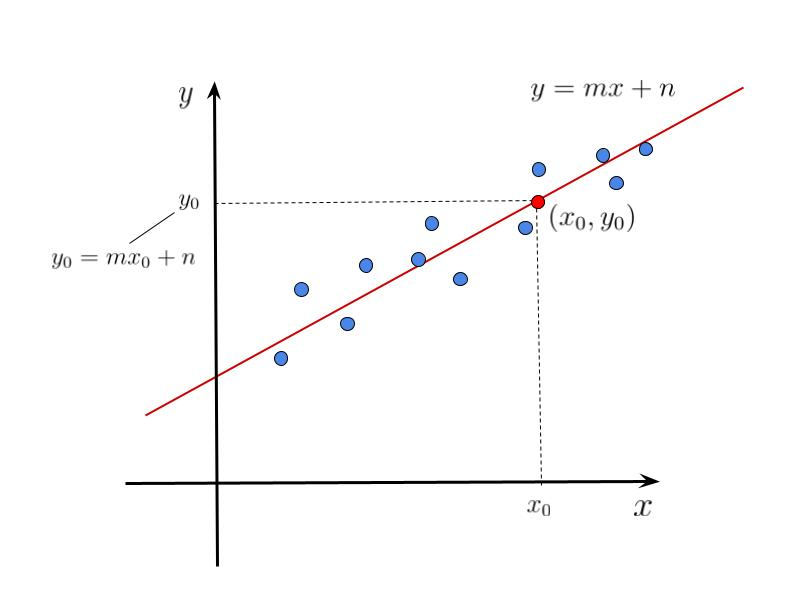 y = mx + n
y
y₀
y₀ = mx₀ + n
(x₀, y₀)
x₀
x